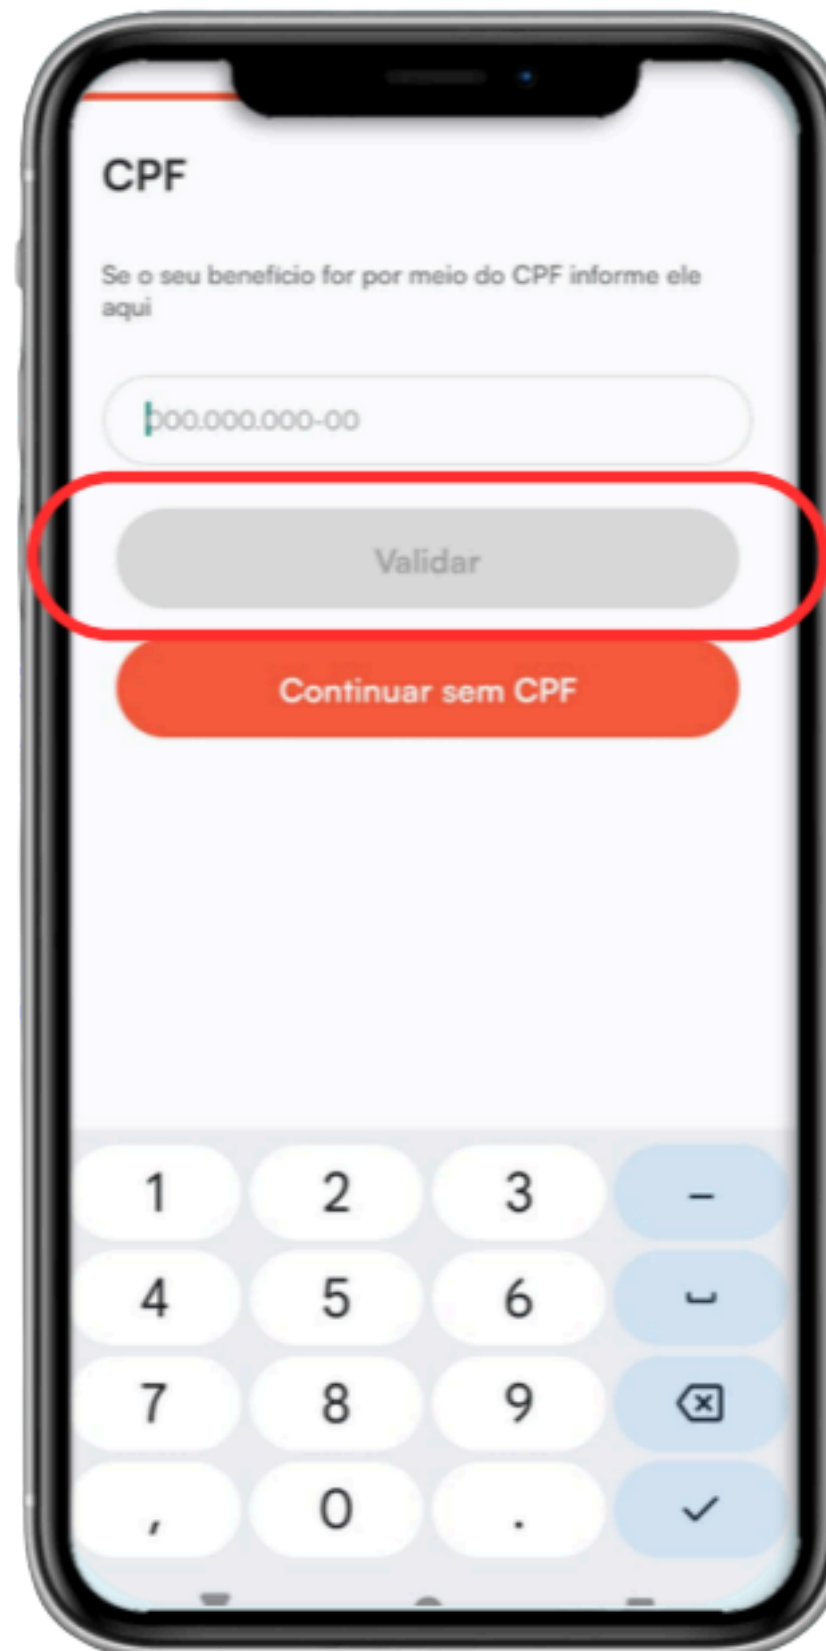 CPF
Se o seu benefício for por meio do CPF informe ele
aqui
000.000.000-00
Validar
Continuar sem CPF
1 2 3 -
4 5 6
7 8 9
, 0 .